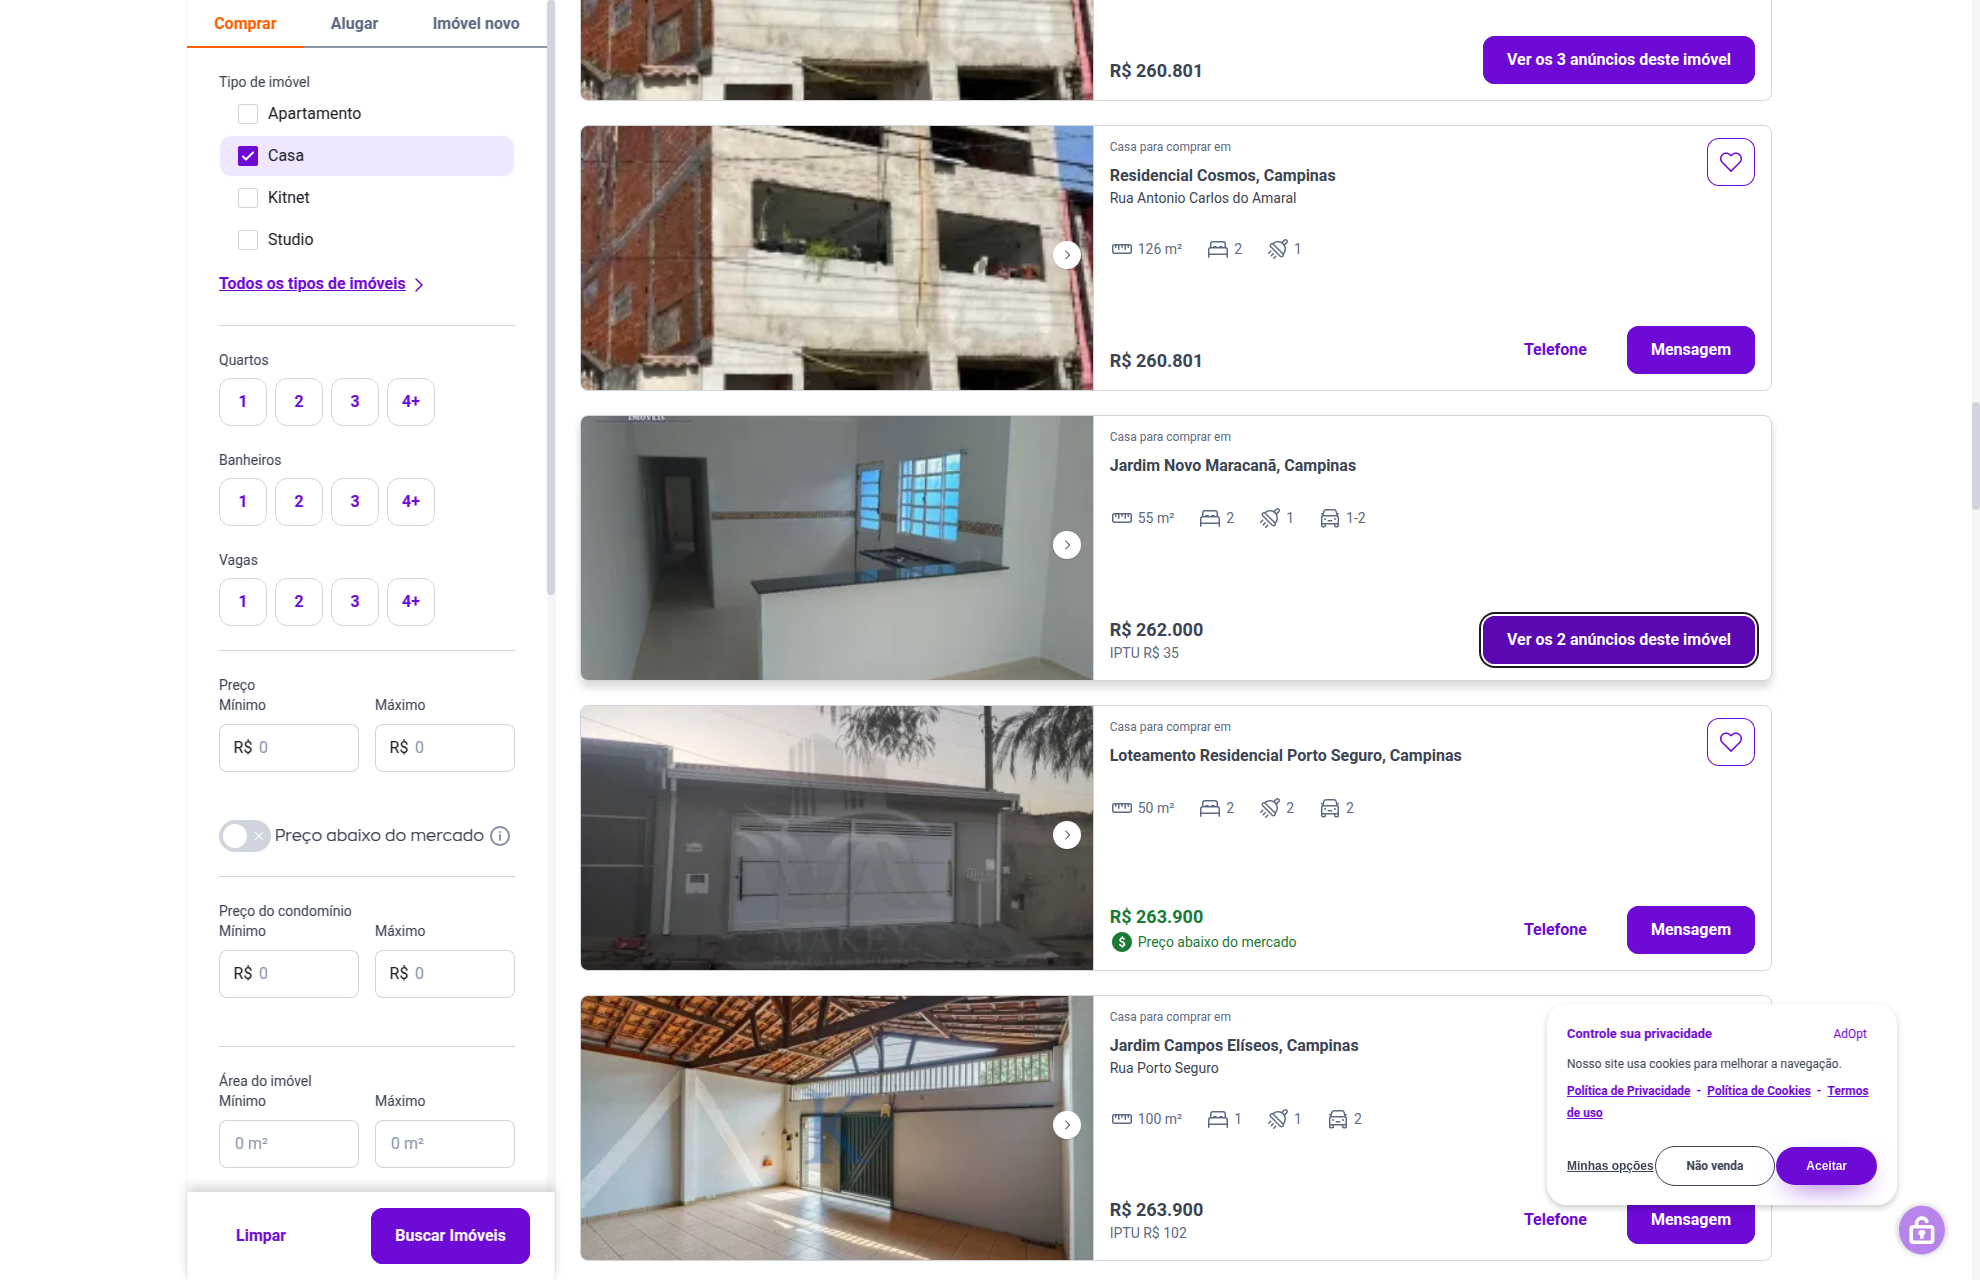 Comprar
Alugar
Imóvel novo
Tipo de imóvel
Apartamento
Casa
Kitnet
Studio
Todos os tipos de imóveis
Quartos
1
2
3
4+
Banheiros
1
2
3
4+
Vagas
1
2
3
4+
Preço
Mínimo
Máximo
R$ 0
R$ 0
Preço abaixo do mercado
Preço do condomínio
Mínimo
Máximo
R$ 0
R$ 0
Área do imóvel
Mínimo
Máximo
0 m²
0 m²
Limpar
Buscar Imóveis
R$ 260.801
Ver os 3 anúncios deste imóvel
Casa para comprar em
Residencial Cosmos, Campinas
Rua Antonio Carlos do Amaral
126 m²
2
1
R$ 260.801
Telefone
Mensagem
IMÓVEIS
Casa para comprar em
Jardim Novo Maracanã, Campinas
55 m²
2
1
1-2
R$ 262.000
IPTU R$ 35
Ver os 2 anúncios deste imóvel
Casa para comprar em
Loteamento Residencial Porto Seguro, Campinas
50 m²
2
2
2
R$ 263.900
Preço abaixo do mercado
Telefone
Mensagem
K
Casa para comprar em
Jardim Campos Elíseos, Campinas
Rua Porto Seguro
100 m²
1
1
2
R$ 263.900
IPTU R$ 102
Telefone
Mensagem
Controle sua privacidade
AdOpt
Nosso site usa cookies para melhorar a navegação.
Política de Privacidade - Política de Cookies - Termos
de uso
Minhas opções
Não venda
Aceitar